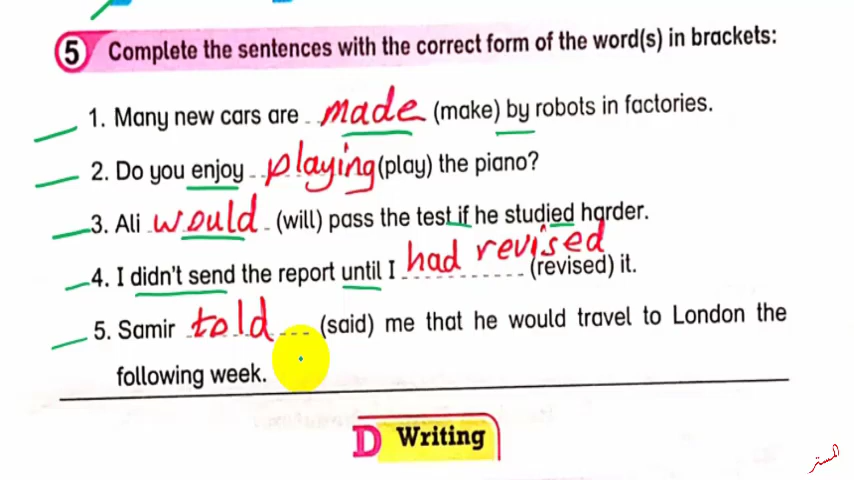 5 Complete the sentences with the correct form of the word(s) in brackets:
1. Many new cars are made (make) by robots in factories.
2. Do you enjoy playing (play) the piano?
3. Ali would (will) pass the test if he studied harder.
4. I didn't send the report until I had revised (revised) it.
5. Samir told (said) me that he would travel to London the
following week.
D Writing
المستر